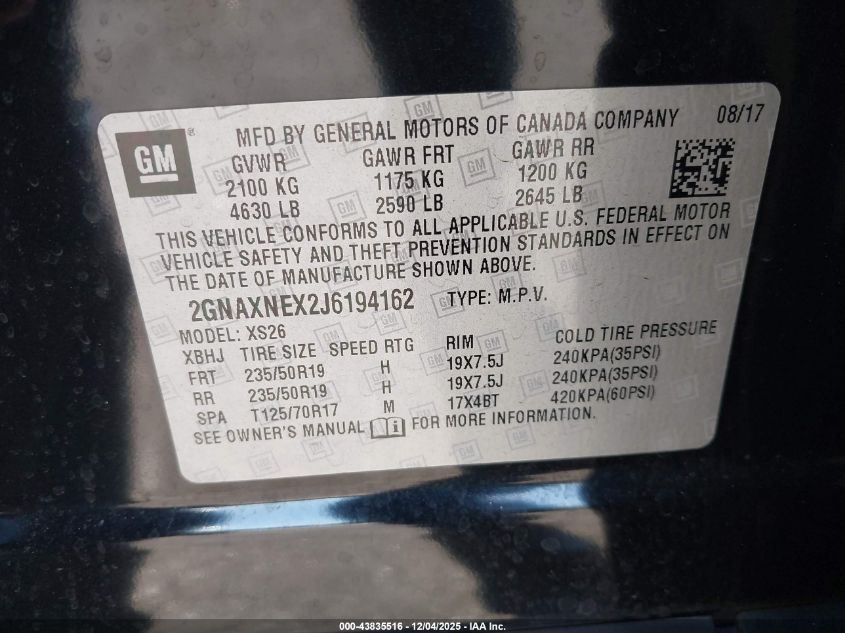 GM
MFD BY GENERAL MOTORS OF CANADA COMPANY 08/17
GVWR GAWR FRT GAWR RR
2100 KG 1175 KG 1200 KG
4630 LB 2590 LB 2645 LB
THIS VEHICLE CONFORMS TO ALL APPLICABLE U.S. FEDERAL MOTOR
VEHICLE SAFETY AND THEFT PREVENTION STANDARDS IN EFFECT ON
THE DATE OF MANUFACTURE SHOWN ABOVE.
2GNAXNEX2J6194162 TYPE: M.P.V.
MODEL: XS26
XBHJ TIRE SIZE SPEED RTG RIM COLD TIRE PRESSURE
FRT 235/50R19 H 19X7.5J 240KPA(35PSI)
RR 235/50R19 H 19X7.5J 240KPA(35PSI)
SPA T125/70R17 M 17X4BT 420KPA(60PSI)
SEE OWNER'S MANUAL FOR MORE INFORMATION.
000-43835516 - 12/04/2025 - IAA Inc.